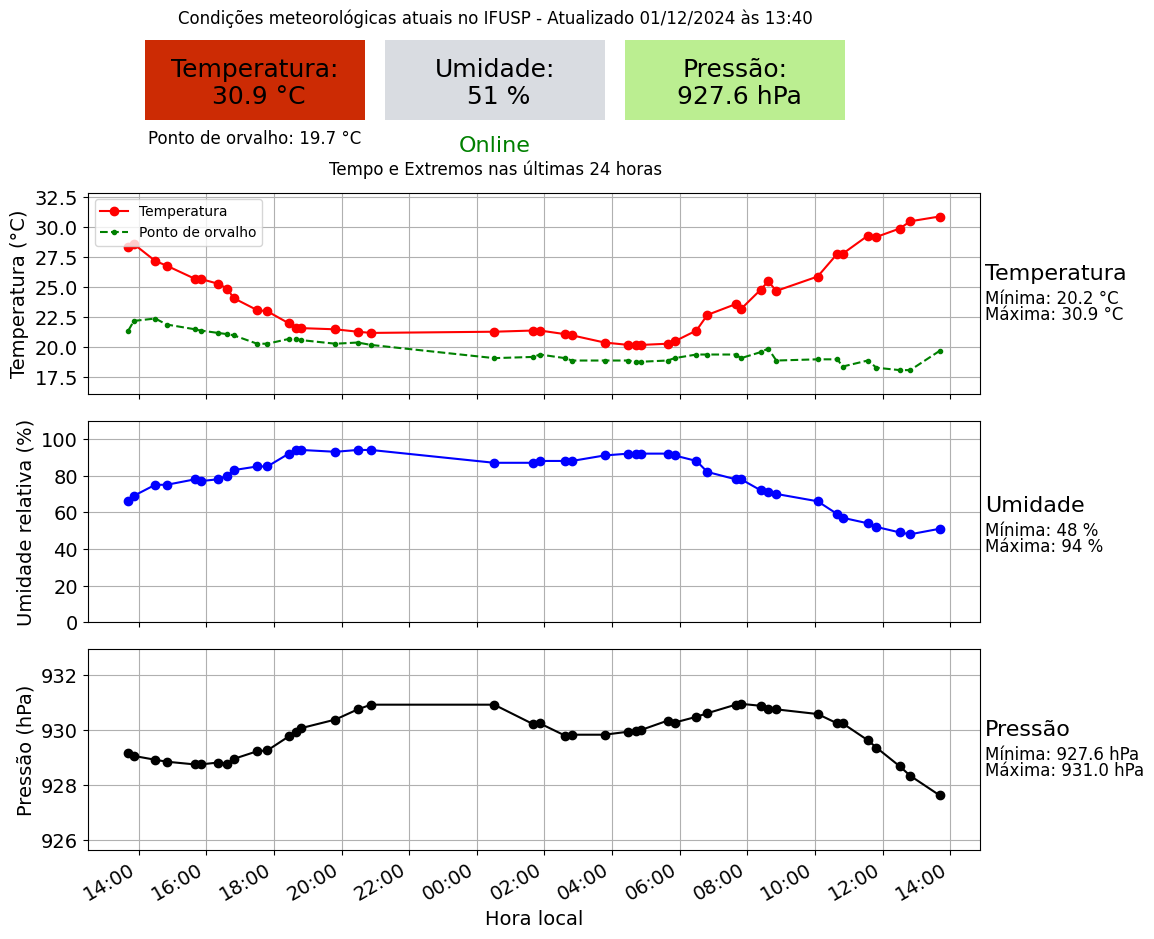 Condições meteorológicas atuais no IFUSP - Atualizado 01/12/2024 às 13:40
Temperatura:
30.9 °C
Umidade:
51 %
Pressão:
927.6 hPa
Ponto de orvalho: 19.7 °C
Online
Tempo e Extremos nas últimas 24 horas
Temperatura (°C)
32.5
30.0
27.5
25.0
22.5
20.0
17.5
Temperatura
Ponto de orvalho
Temperatura
Mínima: 20.2 °C
Máxima: 30.9 °C
Umidade relativa (%)
100
80
60
40
20
0
Umidade
Mínima: 48 %
Máxima: 94 %
Pressão (hPa)
932
930
928
926
Pressão
Mínima: 927.6 hPa
Máxima: 931.0 hPa
14:00 16:00 18:00 20:00 22:00 00:00 02:00 04:00 06:00 08:00 10:00 12:00 14:00
Hora local